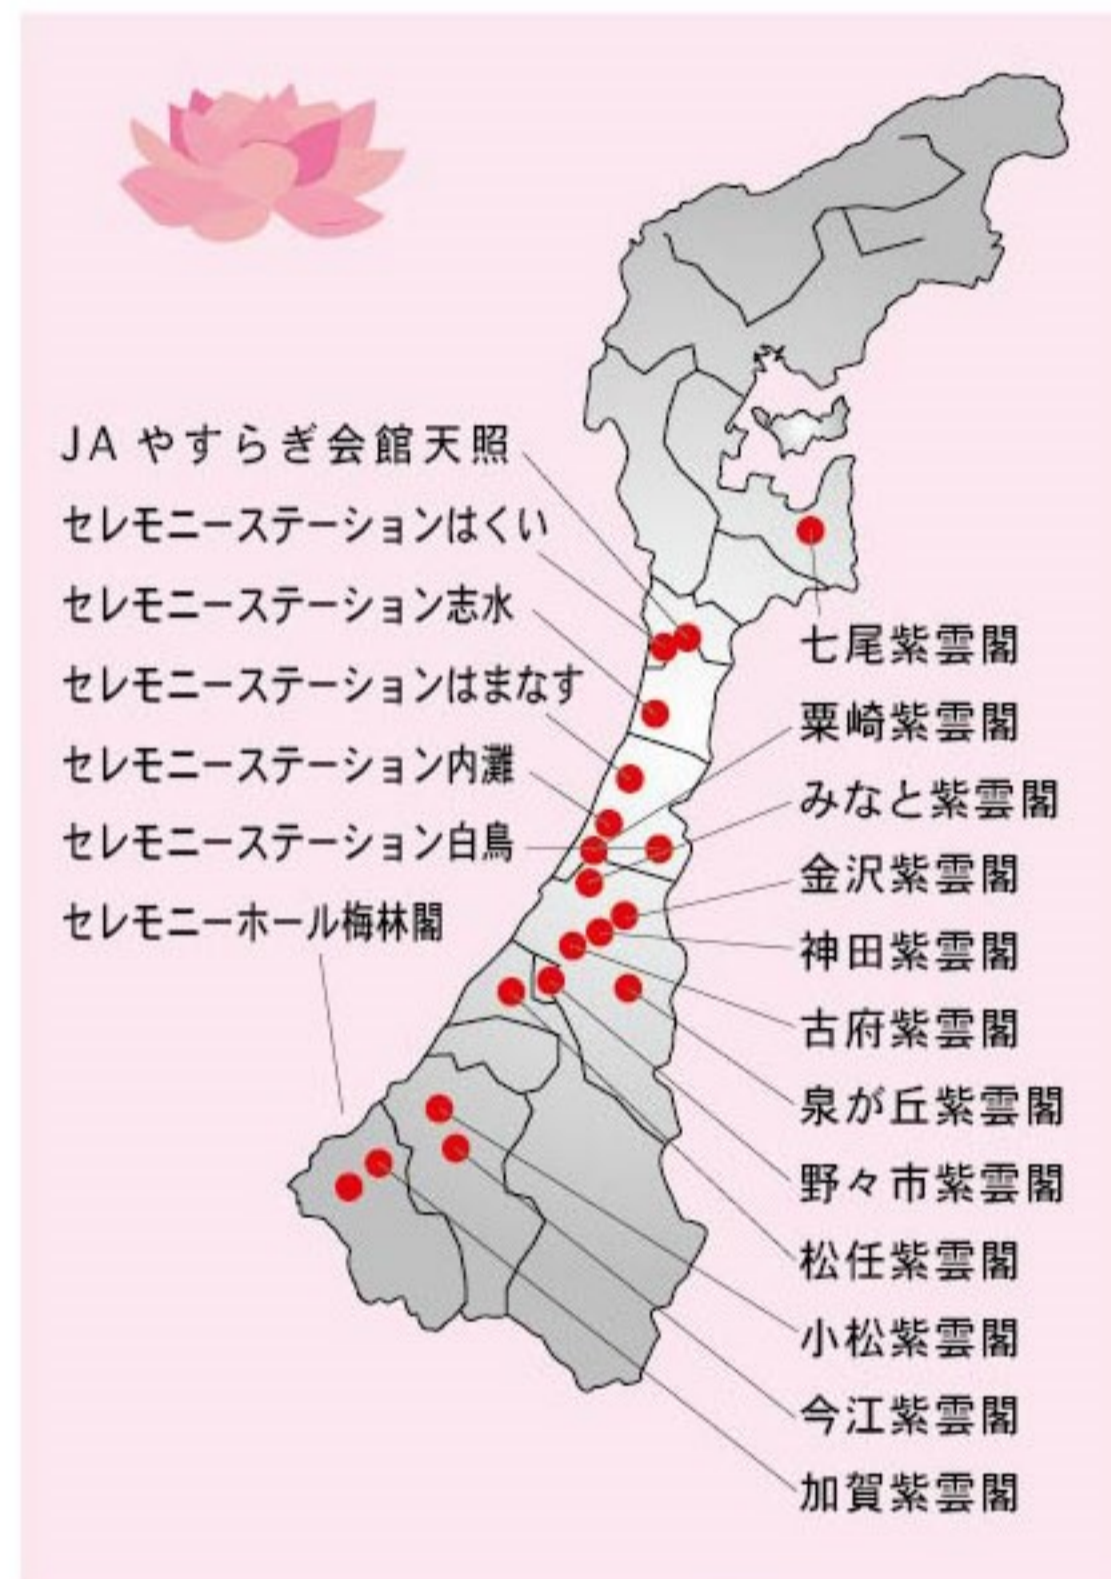 JAやすらぎ会館天照
セレモニーステーションはくい
セレモニーステーション志水
セレモニーステーションはまなす
セレモニーステーション内灘
セレモニーステーション白鳥
セレモニーホール梅林閣
七尾紫雲閣
粟崎紫雲閣
みなと紫雲閣
金沢紫雲閣
神田紫雲閣
古府紫雲閣
泉が丘紫雲閣
野々市紫雲閣
松任紫雲閣
小松紫雲閣
今江紫雲閣
加賀紫雲閣